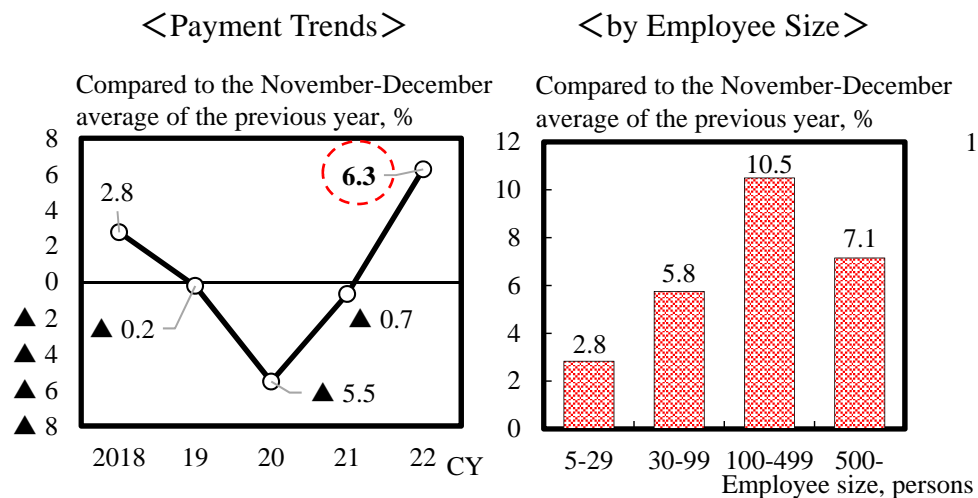 ＜Payment Trends＞
Compared to the November-December
average of the previous year, %
8
6
4
2
0
▲ 2
▲ 4
▲ 6
▲ 8
2.8
▲ 0.2
▲ 5.5
▲ 0.7
6.3
2018 19 20 21 22 CY
＜by Employee Size＞
Compared to the November-December
average of the previous year, %
12
10
8
6
4
2
0
2.8
5.8
10.5
7.1
5-29 30-99 100-499 500-
Employee size, persons
1